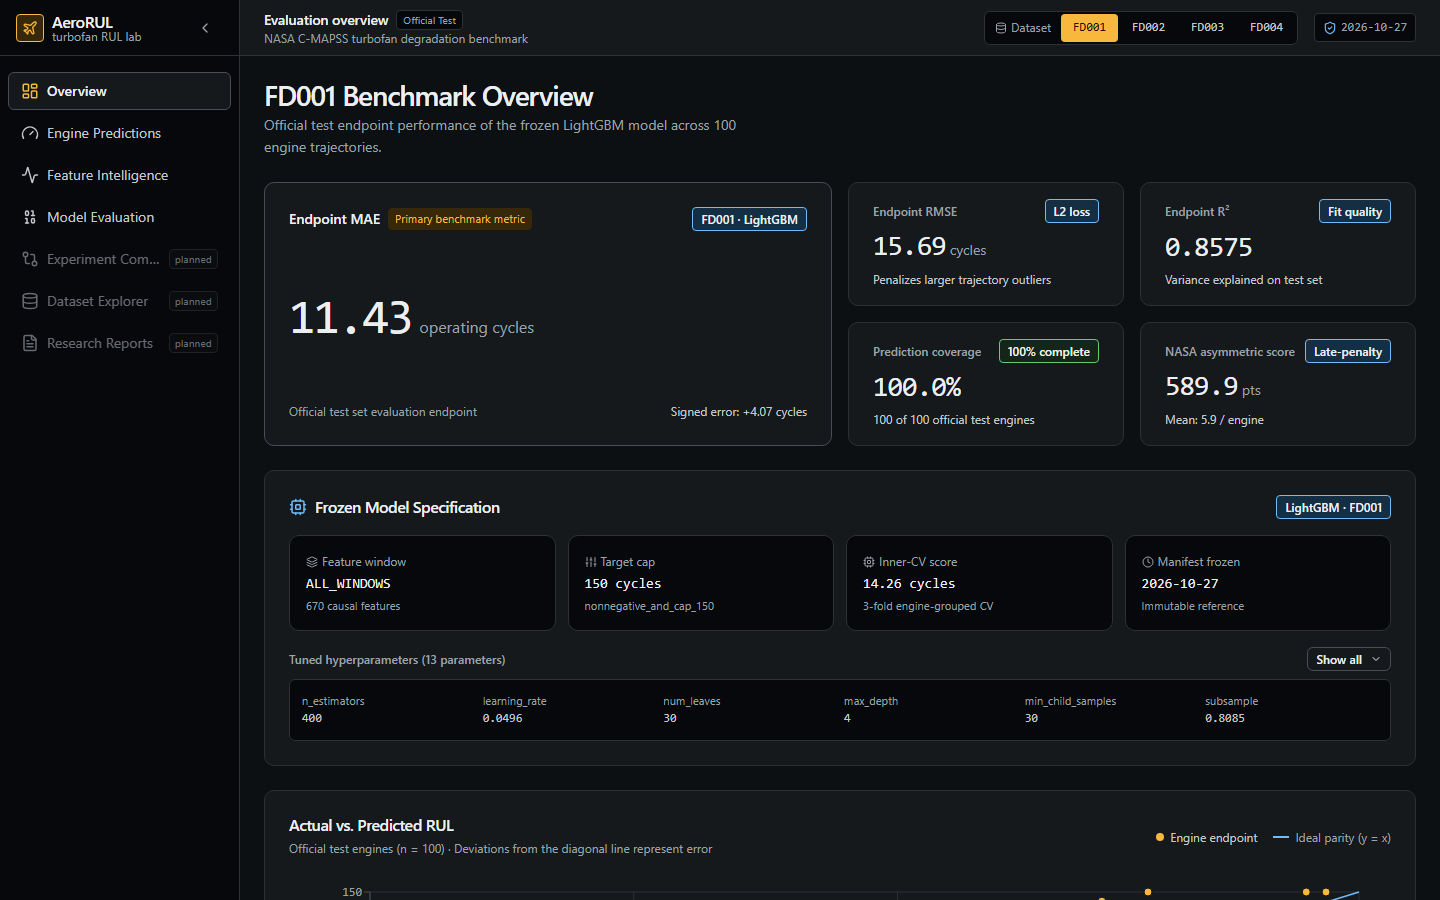 AeroRUL
turbofan RUL lab
Overview
Engine Predictions
Feature Intelligence
Model Evaluation
Experiment Com... planned
Dataset Explorer planned
Research Reports planned
Evaluation overview Official Test
NASA C-MAPSS turbofan degradation benchmark
Dataset FD001 FD002 FD003 FD004 2026-10-27
FD001 Benchmark Overview
Official test endpoint performance of the frozen LightGBM model across 100
engine trajectories.
Endpoint MAE Primary benchmark metric FD001 · LightGBM
11.43 operating cycles
Official test set evaluation endpoint Signed error: +4.07 cycles
Endpoint RMSE L2 loss
15.69 cycles
Penalizes larger trajectory outliers
Endpoint R² Fit quality
0.8575
Variance explained on test set
Prediction coverage 100% complete
100.0%
100 of 100 official test engines
NASA asymmetric score Late-penalty
589.9 pts
Mean: 5.9 / engine
Frozen Model Specification LightGBM · FD001
Feature window
ALL_WINDOWS
670 causal features
Target cap
150 cycles
nonnegative_and_cap_150
Inner-CV score
14.26 cycles
3-fold engine-grouped CV
Manifest frozen
2026-10-27
Immutable reference
Tuned hyperparameters (13 parameters) Show all
n_estimators learning_rate num_leaves max_depth min_child_samples subsample
400 0.0496 30 4 30 0.8085
Actual vs. Predicted RUL
Official test engines (n = 100) · Deviations from the diagonal line represent error
Engine endpoint Ideal parity (y = x)
150